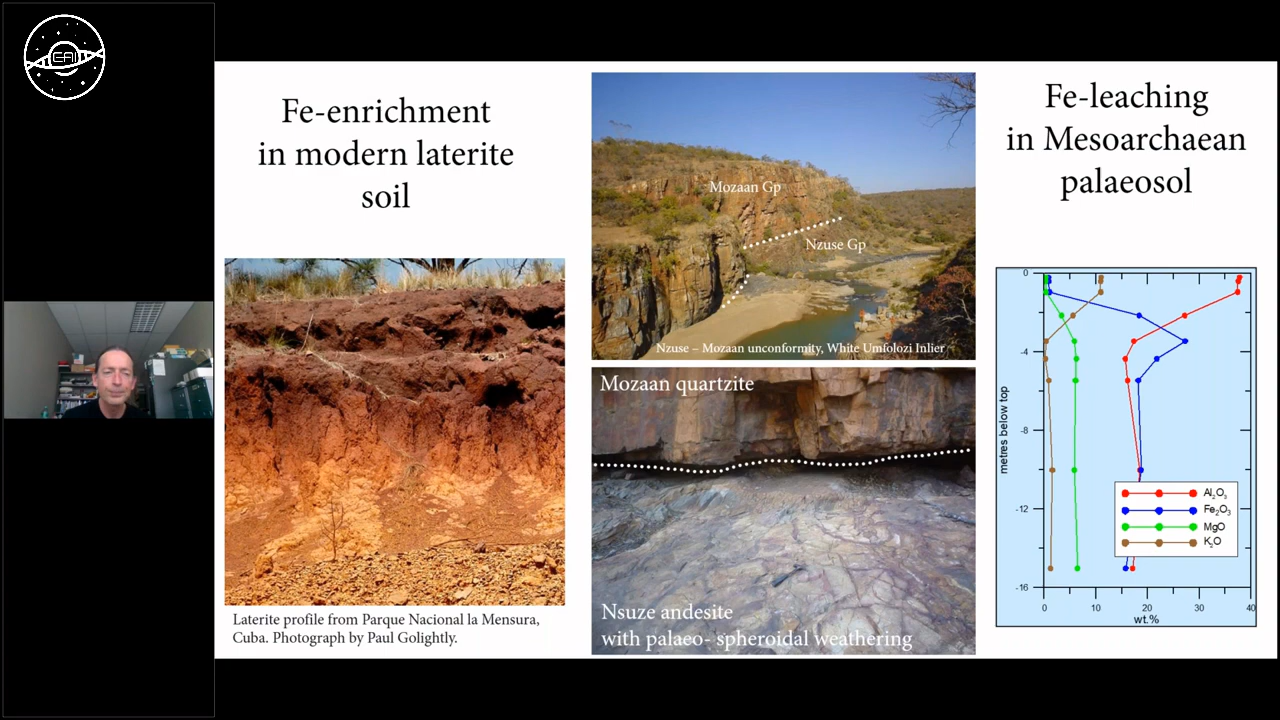 EAI
Fe-enrichment
in modern laterite
soil
Laterite profile from Parque Nacional la Mensura,
Cuba. Photograph by Paul Golightly.
Mozaan Gp
Nzuse Gp
Nzuse – Mozaan unconformity, White Umfolozi Inlier
Mozaan quartzite
Nsuze andesite
with palaeo- spheroidal weathering
Fe-leaching
in Mesoarchaean
palaeosol
0
-4
-8
-12
-16
metres below top
Al₂O₃
Fe₂O₃
MgO
K₂O
0 10 20 30 40
wt.%